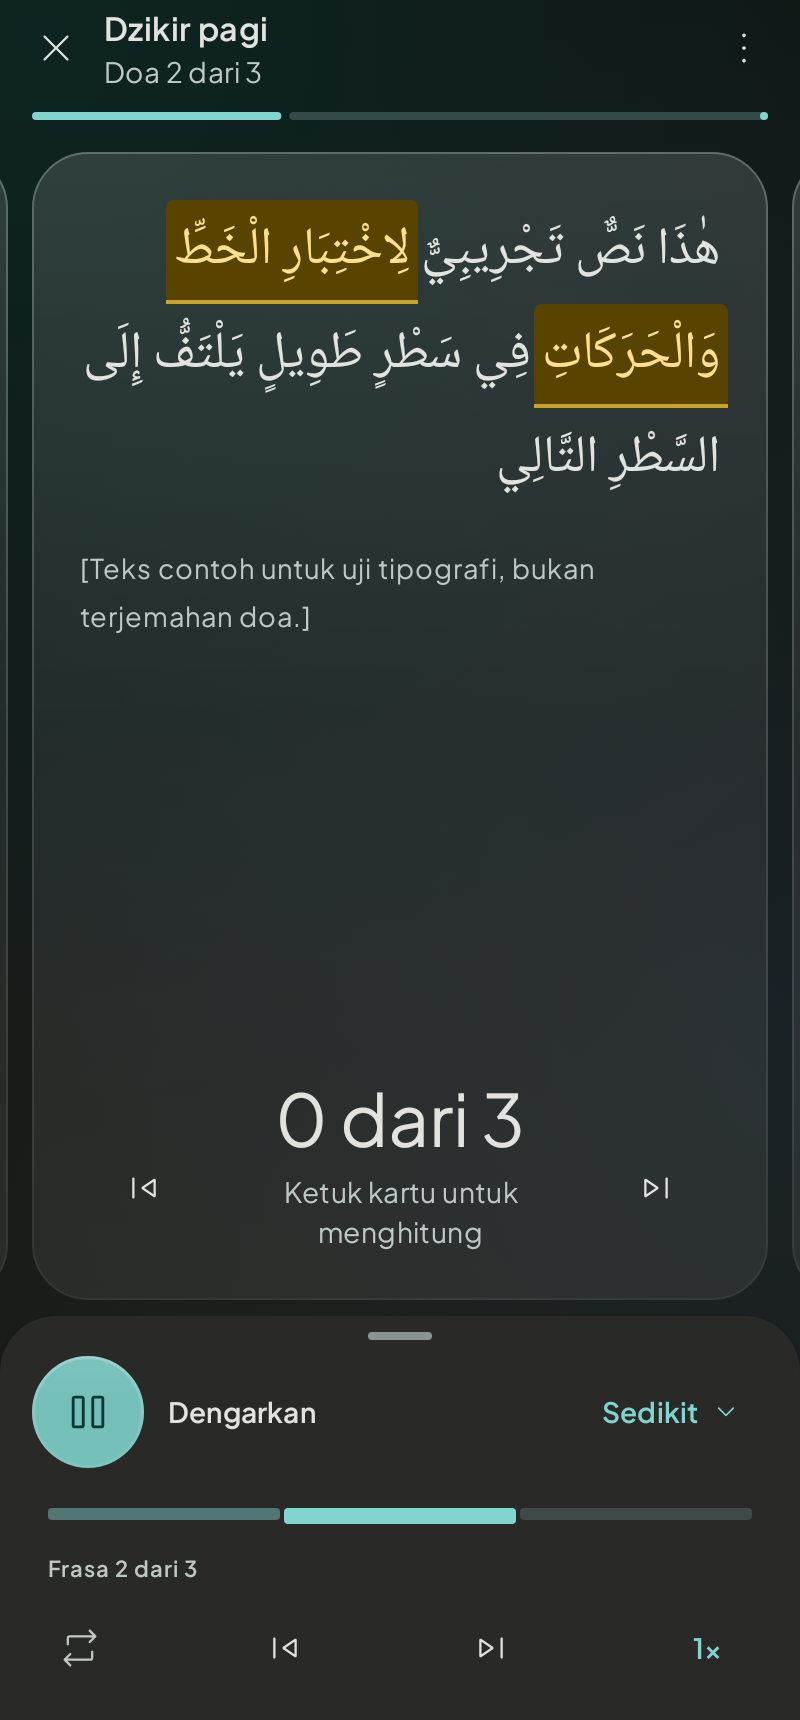 Dzikir pagi
Doa 2 dari 3
هٰذَا نَصٌّ تَجْرِيبِيٌّ لِاخْتِبَارِ الْخَطِّ
وَالْحَرَكَاتِ فِي سَطْرٍ طَوِيلٍ يَلْتَفُّ إِلَى
السَّطْرِ التَّالِي
[Teks contoh untuk uji tipografi, bukan
terjemahan doa.]
0 dari 3
Ketuk kartu untuk
menghitung
Dengarkan
Sedikit
Frasa 2 dari 3
1×